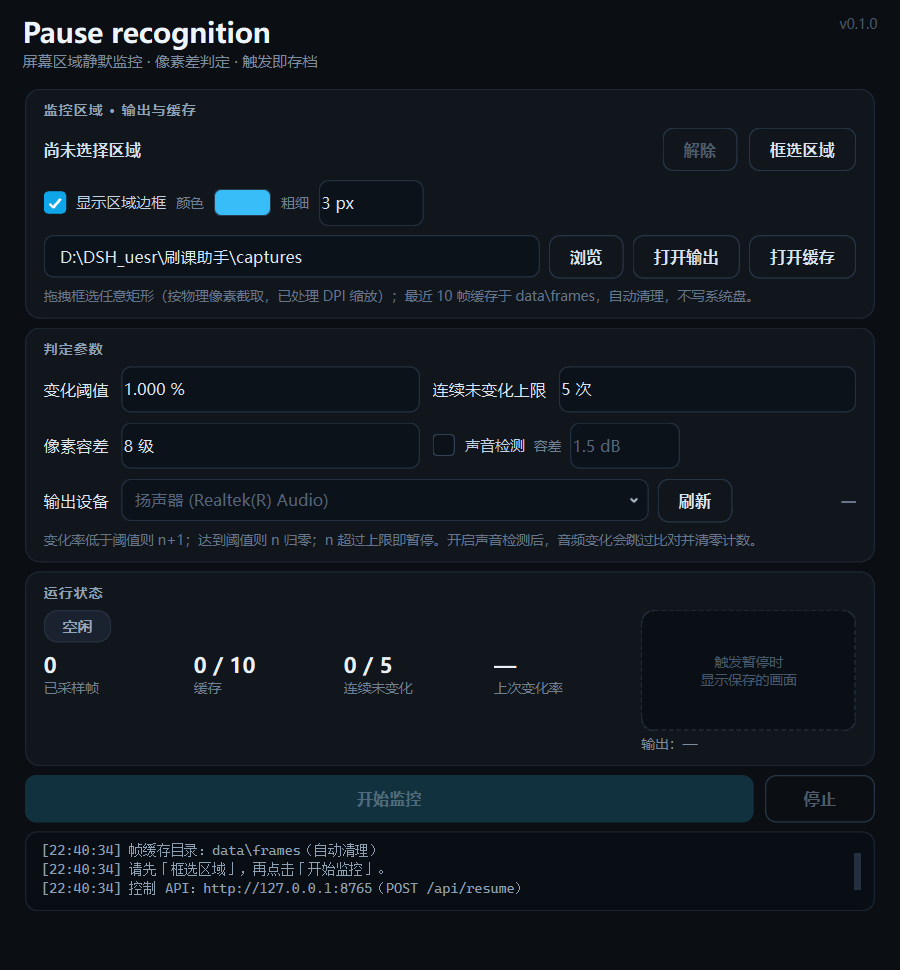 Pause recognition
v0.1.0
屏幕区域静默监控 · 像素差判定 · 触发即存档
监控区域 • 输出与缓存
尚未选择区域
解除
框选区域
显示区域边框
颜色
粗细
3 px
D:\DSH_uesr\刷课助手\captures
浏览
打开输出
打开缓存
拖拽框选任意矩形（按物理像素截取，已处理 DPI 缩放）；最近 10 帧缓存于 data\frames，自动清理，不写系统盘。
判定参数
变化阈值
1.000 %
连续未变化上限
5 次
像素容差
8 级
声音检测
容差
1.5 dB
输出设备
扬声器 (Realtek(R) Audio)
刷新
—
变化率低于阈值则 n+1；达到阈值则 n 归零；n 超过上限即暂停。开启声音检测后，音频变化会跳过比对并清零计数。
运行状态
空闲
0
0 / 10
0 / 5
—
已采样帧
缓存
连续未变化
上次变化率
触发暂停时
显示保存的画面
输出：—
开始监控
停止
[22:40:34] 帧缓存目录：data\frames（自动清理）
[22:40:34] 请先「框选区域」，再点击「开始监控」。
[22:40:34] 控制 API：http://127.0.0.1:8765（POST /api/resume）